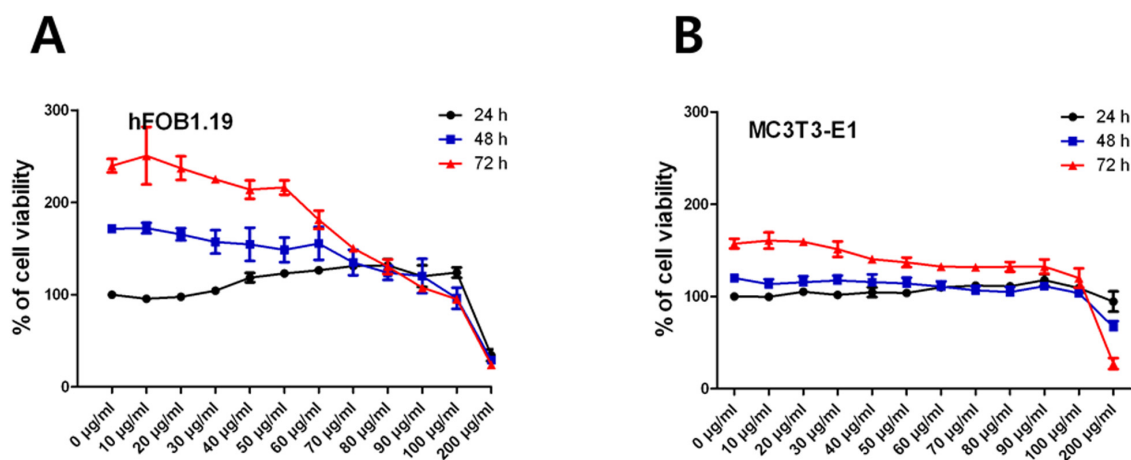 A
hFOB1.19
24 h
48 h
72 h
% of cell viability
300
200
100
0
0 µg/ml
10 µg/ml
20 µg/ml
30 µg/ml
40 µg/ml
50 µg/ml
60 µg/ml
70 µg/ml
80 µg/ml
90 µg/ml
100 µg/ml
200 µg/ml
B
MC3T3-E1
24 h
48 h
72 h
% of cell viability
300
200
100
0
0 µg/ml
10 µg/ml
20 µg/ml
30 µg/ml
40 µg/ml
50 µg/ml
60 µg/ml
70 µg/ml
80 µg/ml
90 µg/ml
100 µg/ml
200 µg/ml